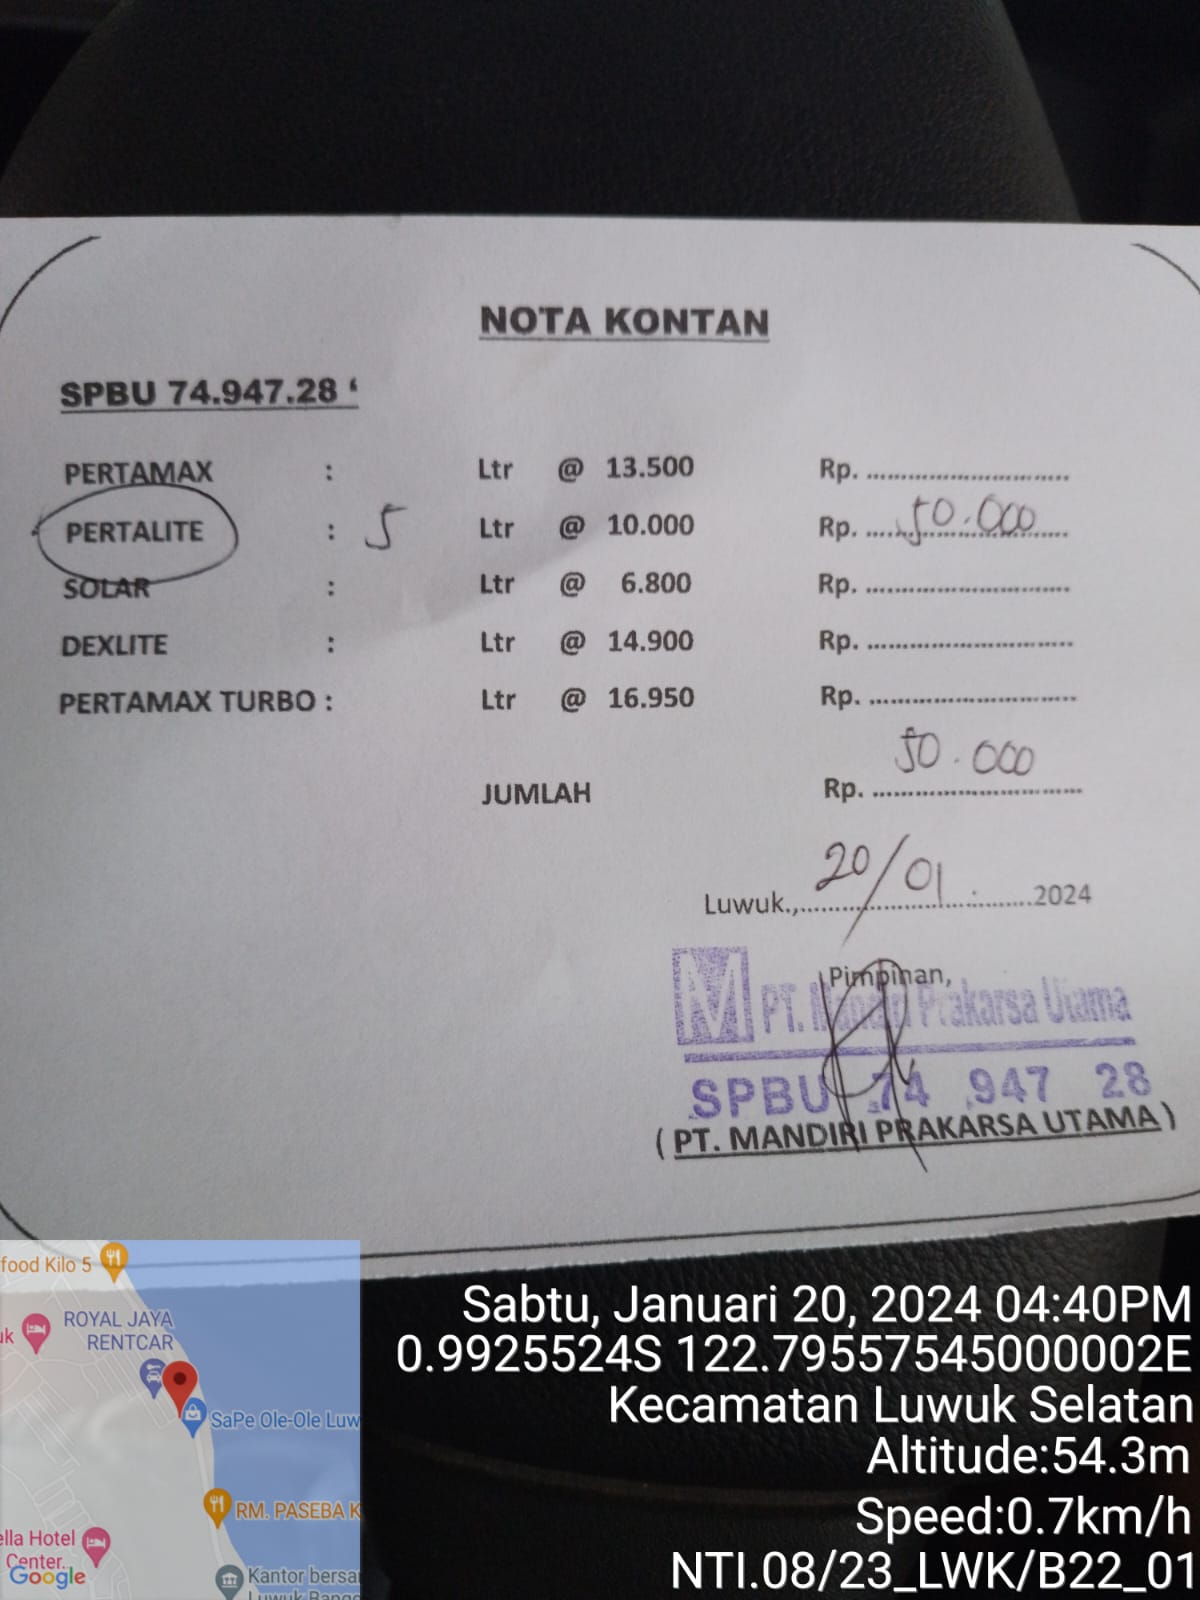 NOTA KONTAN
SPBU 74.947.28 ‘
PERTAMAX : Ltr @ 13.500 Rp. ..............................
PERTALITE : 5 Ltr @ 10.000 Rp. 50.000
SOLAR : Ltr @ 6.800 Rp. ..............................
DEXLITE : Ltr @ 14.900 Rp. ..............................
PERTAMAX TURBO : Ltr @ 16.950 Rp. ..............................
JUMLAH Rp. 50.000
Luwuk.,20/01 2024
Pimpinan,
M PT. Mandiri Prakarsa Utama
SPBU 74 947 28
( PT. MANDIRI PRAKARSA UTAMA )
food Kilo 5
ROYAL JAYA
RENTCAR
uk
SaPe Ole-Ole Luw
RM. PASEBA K
ella Hotel
Center.
Google
Kantor bersa
Sabtu, Januari 20, 2024 04:40PM
0.9925524S 122.79557545000002E
Kecamatan Luwuk Selatan
Altitude:54.3m
Speed:0.7km/h
NTI.08/23_LWK/B22_01